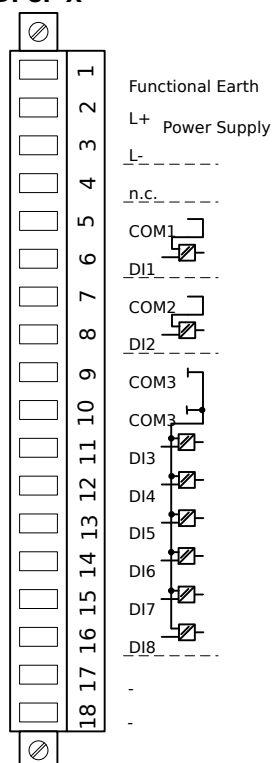 1
Functional Earth
2
L+ Power Supply
3
L-
4
n.c.
5
COM1
6
DI1
7
COM2
8
DI2
9
COM3
10
COM3
11
DI3
12
DI4
13
DI5
14
DI6
15
DI7
16
DI8
17
-
18
-